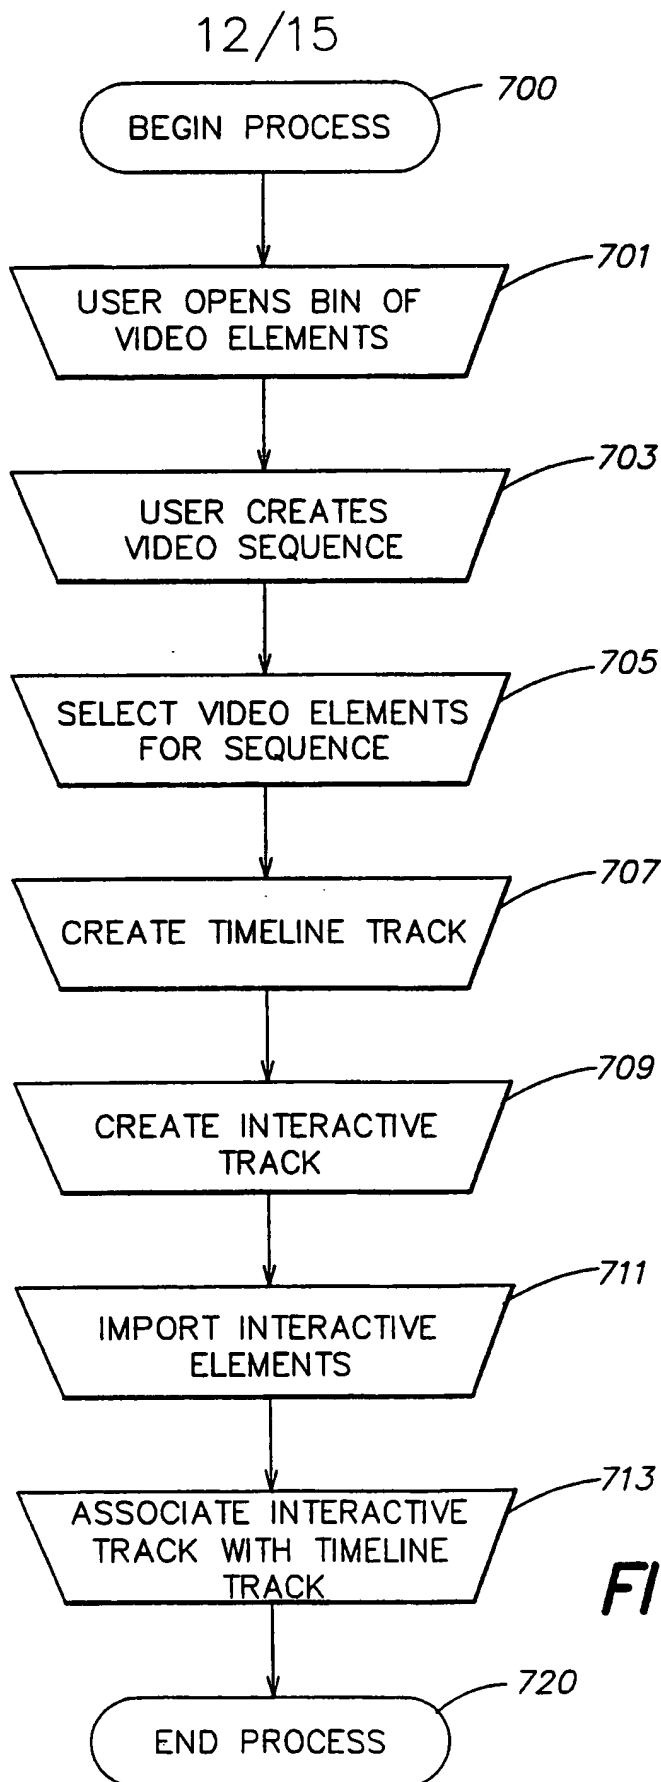 12/15
700
BEGIN PROCESS
701
USER OPENS BIN OF
VIDEO ELEMENTS
703
USER CREATES
VIDEO SEQUENCE
705
SELECT VIDEO ELEMENTS
FOR SEQUENCE
707
CREATE TIMELINE TRACK
709
CREATE INTERACTIVE
TRACK
711
IMPORT INTERACTIVE
ELEMENTS
713
ASSOCIATE INTERACTIVE
TRACK WITH TIMELINE
TRACK
FI
720
END PROCESS